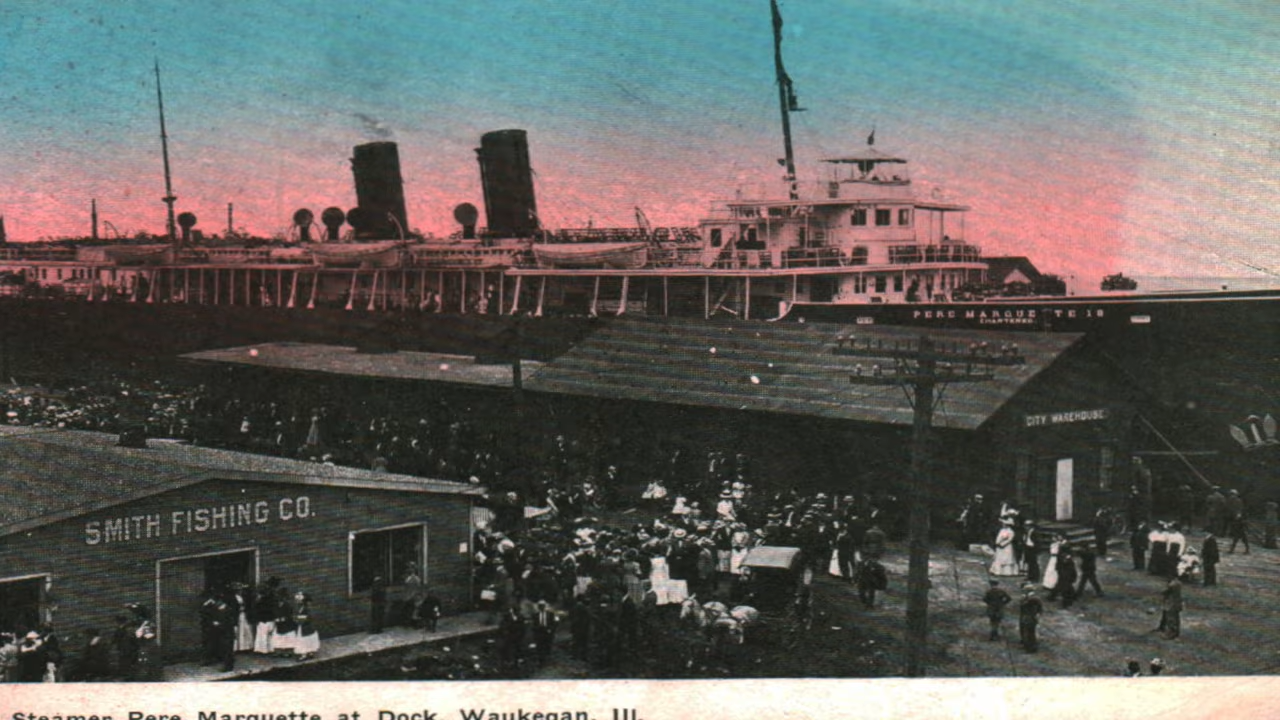 PERE MARQUETTE 18
CHARTERED
CITY WAREHOUSE
SMITH FISHING CO.
Steamer Pere Marquette at Dock, Waukegan, Ill.